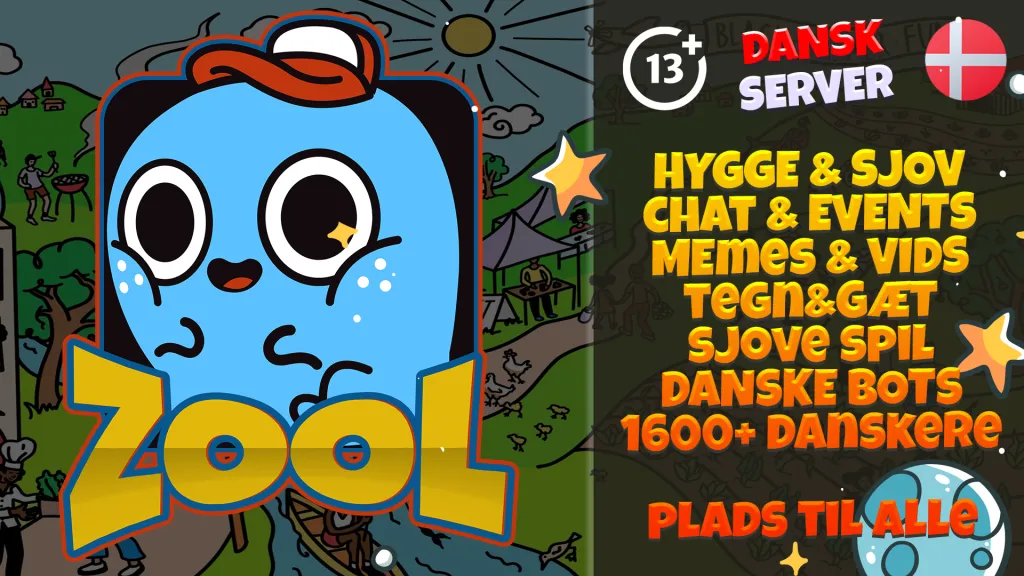 ZOOL
13+
DANSK
SERVER
HYGGE & SJOV
CHAT & EVENTS
MEMES & VIDS
TEGN&GÆT
SJOVE SPIL
DANSKE BOTS
1600+ DANSKERE
PLADS TIL ALLE